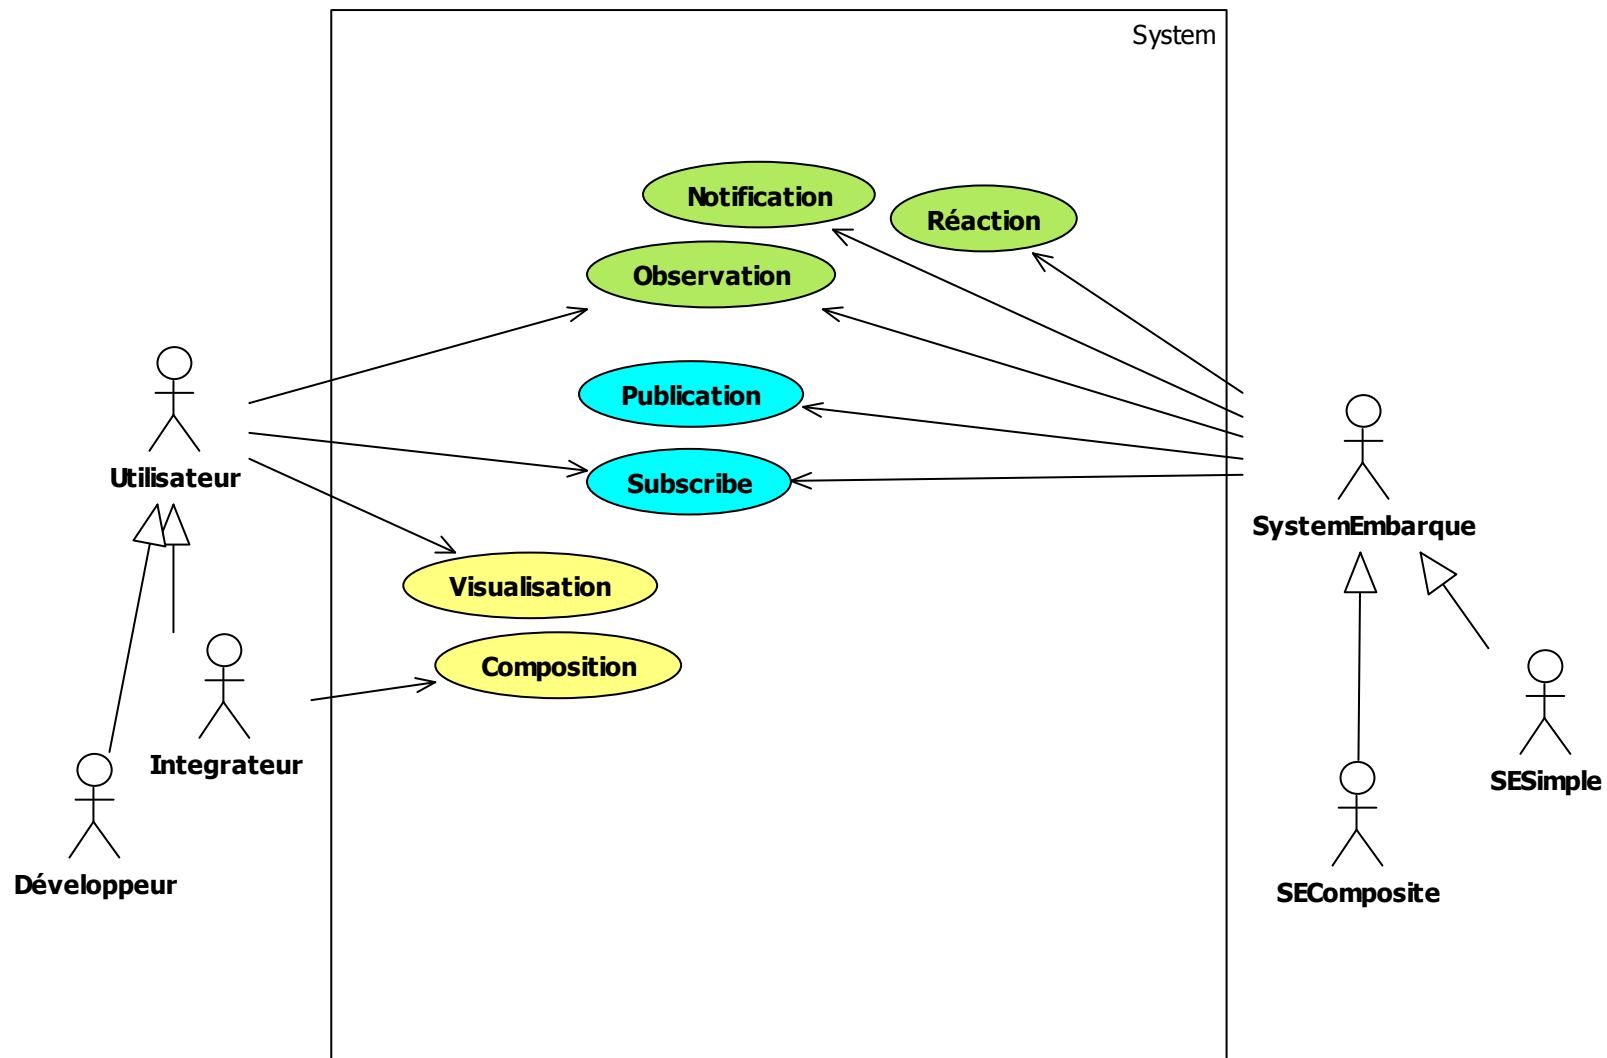 System
Notification
Réaction
Observation
Publication
Utilisateur
Subscribe
SystemEmbarque
Visualisation
Composition
Integrateur
SESimple
Développeur
SEComposite